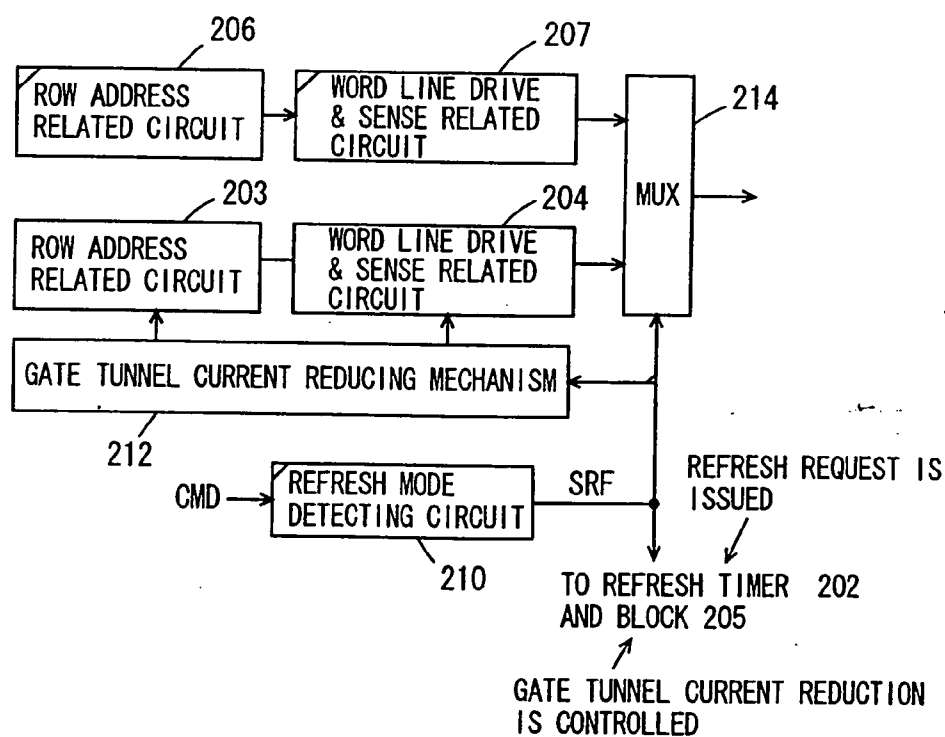 206
207
ROW ADDRESS
RELATED CIRCUIT
WORD LINE DRIVE
& SENSE RELATED
CIRCUIT
214
MUX
203
204
ROW ADDRESS
RELATED CIRCUIT
WORD LINE DRIVE
& SENSE RELATED
CIRCUIT
GATE TUNNEL CURRENT REDUCING MECHANISM
212
CMD
REFRESH MODE
DETECTING CIRCUIT
SRF
210
REFRESH REQUEST IS
ISSUED
TO REFRESH TIMER 202
AND BLOCK 205
GATE TUNNEL CURRENT REDUCTION
IS CONTROLLED